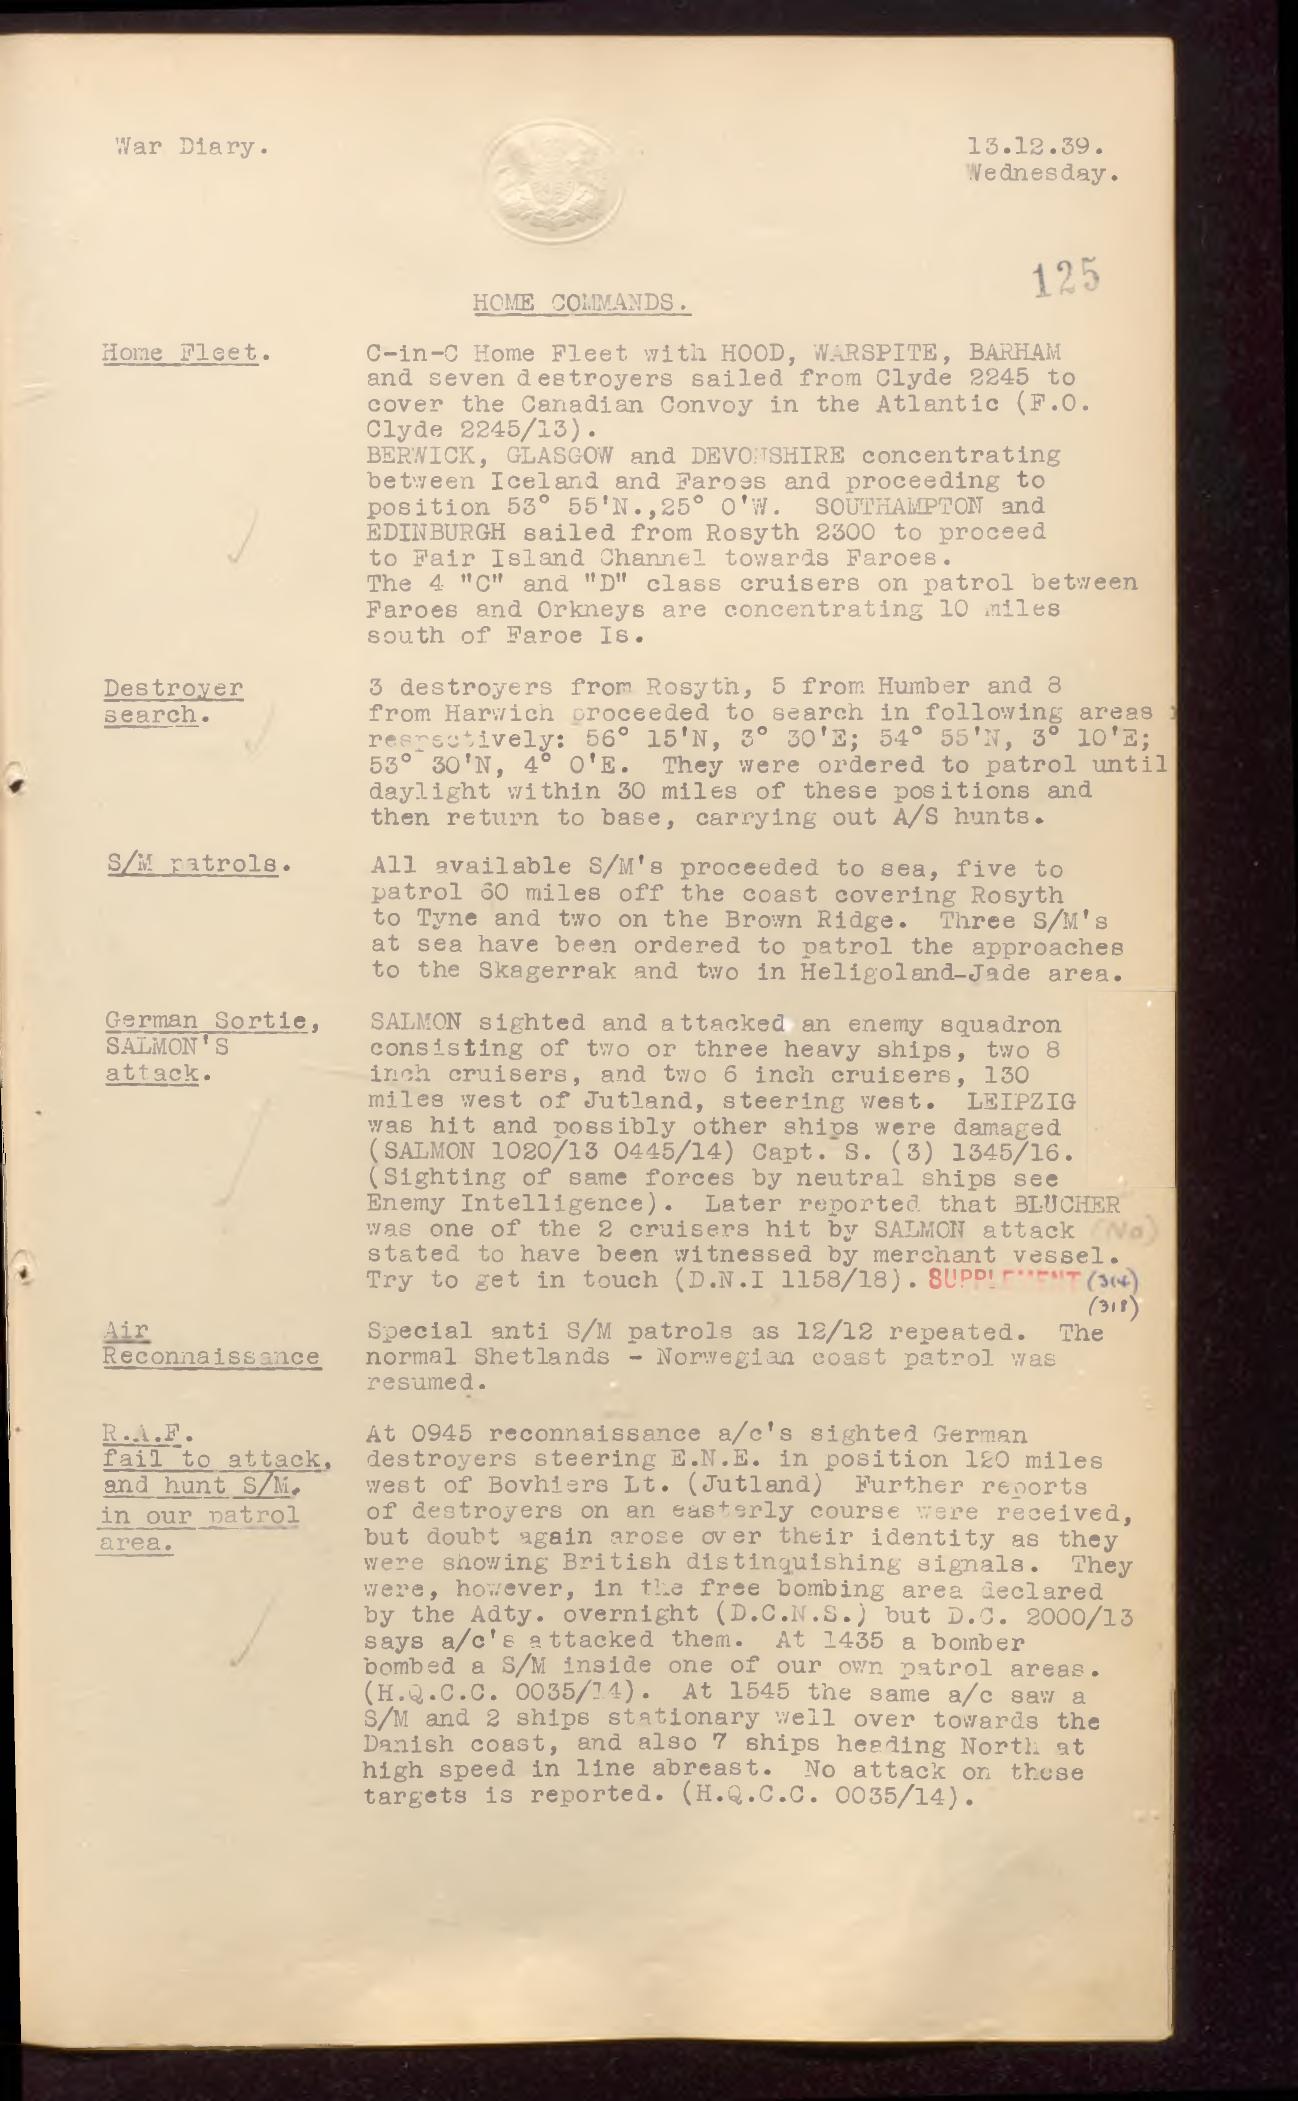 War Diary.
13.12.39.
Wednesday.
125
HOME COMMANDS.
Home Fleet.
C-in-C Home Fleet with HOOD, WARSPITE, BARHAM
and seven destroyers sailed from Clyde 2245 to
cover the Canadian Convoy in the Atlantic (F.O.
Clyde 2245/13).
BERWICK, GLASGOW and DEVONSHIRE concentrating
between Iceland and Faroes and proceeding to
position 53° 55'N.,25° 0'W. SOUTHAMPTON and
EDINBURGH sailed from Rosyth 2300 to proceed
to Fair Island Channel towards Faroes.
The 4 "C" and "D" class cruisers on patrol between
Faroes and Orkneys are concentrating 10 miles
south of Faroe Is.
Destroyer
search.
3 destroyers from Rosyth, 5 from Humber and 8
from Harwich proceeded to search in following areas
respectively: 56° 15'N, 3° 30'E; 54° 55'N, 3° 10'E;
53° 30'N, 4° 0'E. They were ordered to patrol until
daylight within 30 miles of these positions and
then return to base, carrying out A/S hunts.
S/M patrols.
All available S/M's proceeded to sea, five to
patrol 60 miles off the coast covering Rosyth
to Tyne and two on the Brown Ridge. Three S/M's
at sea have been ordered to patrol the approaches
to the Skagerrak and two in Heligoland-Jade area.
German Sortie,
SALMON'S
attack.
SALMON sighted and attacked an enemy squadron
consisting of two or three heavy ships, two 8
inch cruisers, and two 6 inch cruisers, 130
miles west of Jutland, steering west. LEIPZIG
was hit and possibly other ships were damaged
(SALMON 1020/13 0445/14) Capt. S. (3) 1345/16.
(Sighting of same forces by neutral ships see
Enemy Intelligence). Later reported that BLUCHER
was one of the 2 cruisers hit by SALMON attack (No)
stated to have been witnessed by merchant vessel.
Try to get in touch (D.N.I 1158/18). SUPPLEMENT (314)
(318)
Air
Reconnaissance
Special anti S/M patrols as 12/12 repeated. The
normal Shetlands - Norwegian coast patrol was
resumed.
R.A.F.
fail to attack,
and hunt S/M.
in our patrol
area.
At 0945 reconnaissance a/c's sighted German
destroyers steering E.N.E. in position 120 miles
west of Bovhiers Lt. (Jutland) Further reports
of destroyers on an easterly course were received,
but doubt again arose over their identity as they
were showing British distinquishing signals. They
were, however, in the free bombing area declared
by the Adty. overnight (D.C.N.S.) but D.C. 2000/13
says a/c's attacked them. At 1435 a bomber
bombed a S/M inside one of our own patrol areas.
(H.Q.C.C. 0035/14). At 1545 the same a/c saw a
S/M and 2 ships stationary well over towards the
Danish coast, and also 7 ships heading North at
high speed in line abreast. No attack on these
targets is reported. (H.Q.C.C. 0035/14).